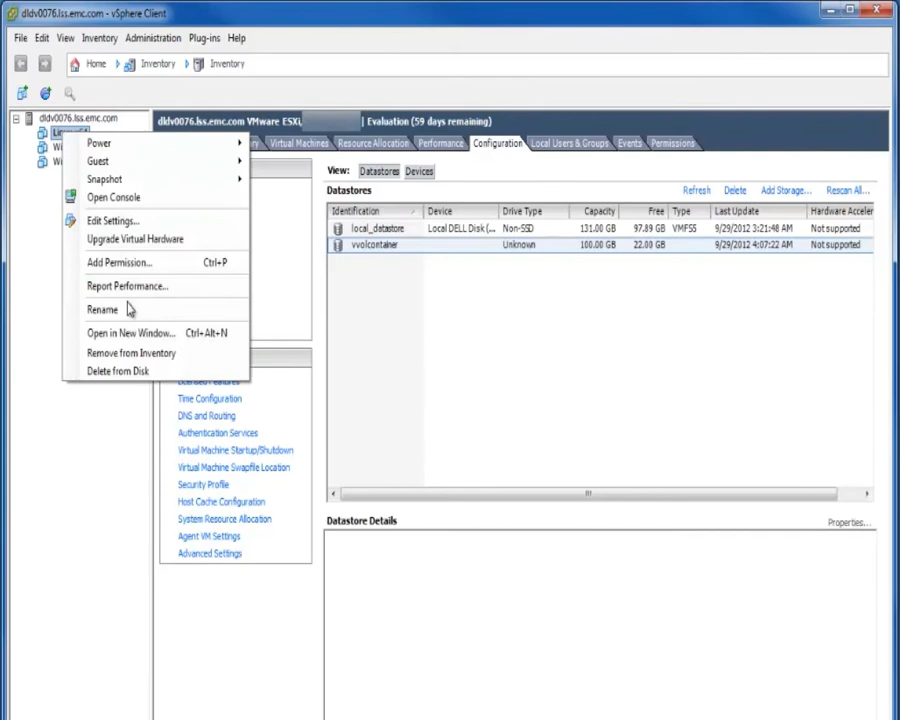 dldv0076.lss.emc.com - vSphere Client
File Edit View Inventory Administration Plug-ins Help
Home Inventory Inventory
dldv0076.lss.emc.com
dldv0076.lss.emc.com VMware ESXi, | Evaluation (59 days remaining)
Virtual Machines Resource Allocation Performance Configuration Local Users & Groups Events Permissions
Power
Guest
Snapshot
Open Console
Edit Settings...
Upgrade Virtual Hardware
Add Permission... Ctrl+P
Report Performance...
Rename
Open in New Window... Ctrl+Alt+N
Remove from Inventory
Delete from Disk
Licensed Features
Time Configuration
DNS and Routing
Authentication Services
Virtual Machine Startup/Shutdown
Virtual Machine Swapfile Location
Security Profile
Host Cache Configuration
System Resource Allocation
Agent VM Settings
Advanced Settings
View: Datastores Devices
Datastores Refresh Delete Add Storage... Rescan All...
Identification Device Drive Type Capacity Free Type Last Update Hardware Acceler
local_datastore Local DELL Disk (... Non-SSD 131.00 GB 97.89 GB VMFS5 9/29/2012 3:21:48 AM Not supported
vvolcontainer Unknown 100.00 GB 22.00 GB 9/29/2012 4:07:22 AM Not supported
Datastore Details Properties...